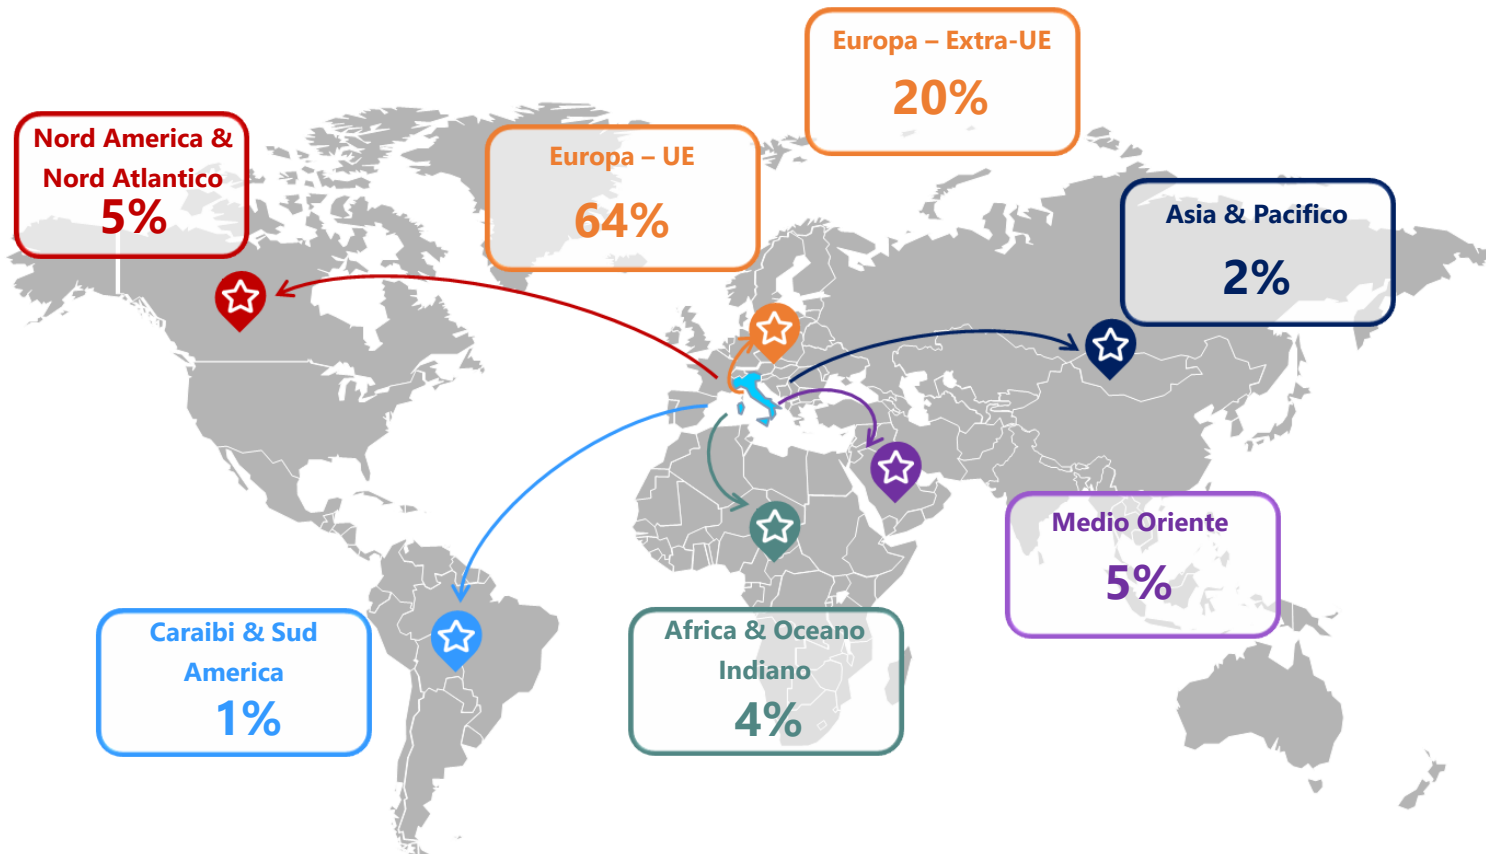 Europa – Extra-UE
20%
Nord America &
Nord Atlantico
5%
Europa – UE
64%
Asia & Pacifico
2%
Medio Oriente
5%
Caraibi & Sud
America
1%
Africa & Oceano
Indiano
4%